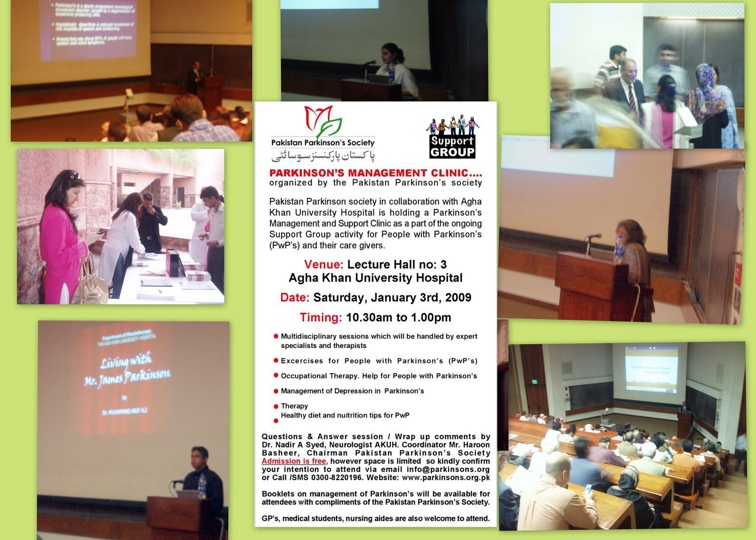 Pakistan Parkinson's Society
پاکستان پارکنسنز سوسائٹی
Support
GROUP
PARKINSON'S MANAGEMENT CLINIC....
organized by the Pakistan Parkinson's society
Pakistan Parkinson society in collaboration with Agha
Khan University Hospital is holding a Parkinson's
Management and Support Clinic as a part of the ongoing
Support Group activity for People with Parkinson's
(PwP's) and their care givers.
Venue: Lecture Hall no: 3
Agha Khan University Hospital
Date: Saturday, January 3rd, 2009
Timing: 10.30am to 1.00pm
Multidisciplinary sessions which will be handled by expert
specialists and therapists
Excercises for People with Parkinson's (PwP's)
Occupational Therapy. Help for People with Parkinson's
Management of Depression in Parkinson's
Therapy
Healthy diet and nuitrition tips for PwP
Questions & Answer session / Wrap up comments by
Dr. Nadir A Syed, Neurologist AKUH. Coordinator Mr. Haroon
Basheer, Chairman Pakistan Parkinson's Society
Admission is free, however space is limited so kindly confirm
your intention to attend via email info@parkinsons.org
or Call /SMS 0300-8220196. Website: www.parkinsons.org.pk
Booklets on management of Parkinson's will be available for
attendees with compliments of the Pakistan Parkinson's Society.
GP's, medical students, nursing aides are also welcome to attend.
Living with
Mr. James Parkinson
by